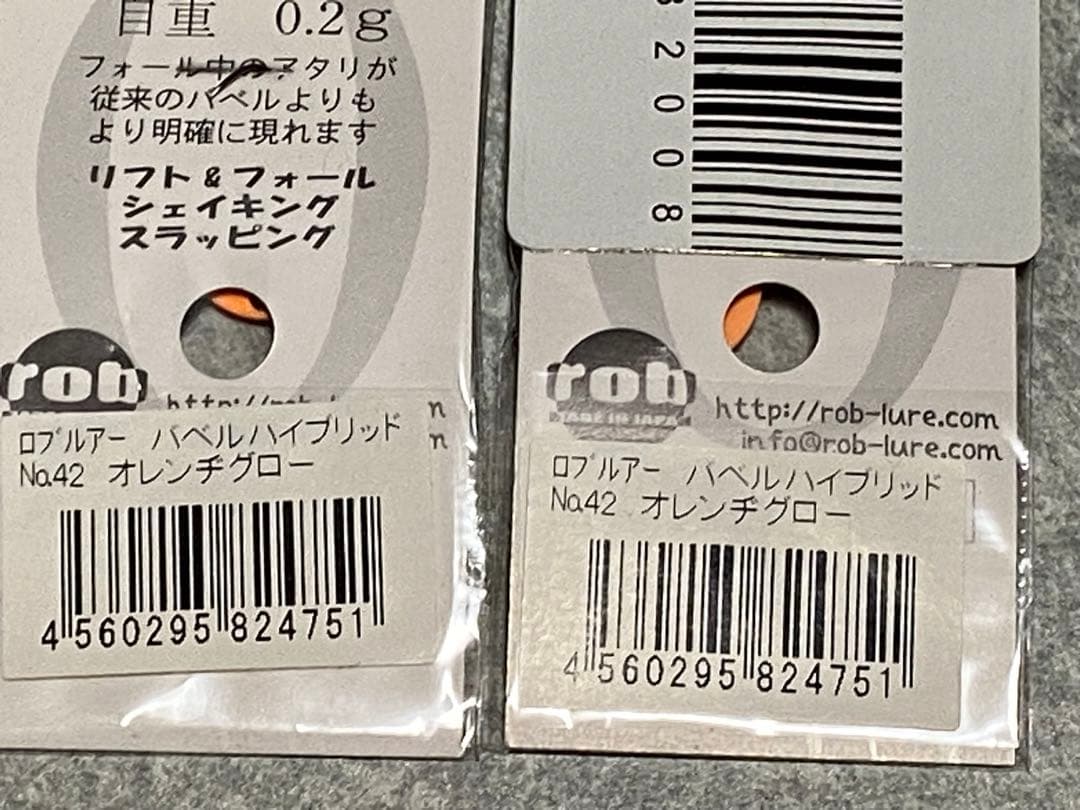 自重 0.2g
フォール中のアタリが
従来のバベルよりも
より明確に現れます
リフト&フォール
シェイキング
スラッピング
rob
n
n
ロブルアー バベルハイブリッド
No.42 オレンヂグロー
4 560295 824751
2008
rob
MADE IN JAPAN
http://rob-lure.com
info@rob-lure.com
ロブルアー バベルハイブリッド
No.42 オレンヂグロー
4 560295 824751